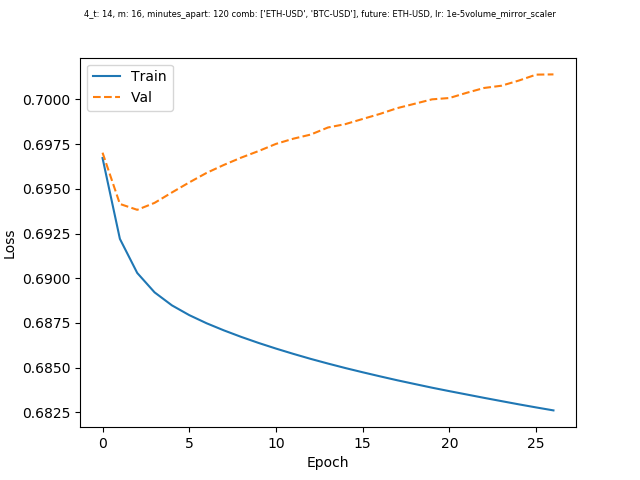 4_t: 14, m: 16, minutes_apart: 120 comb: ['ETH-USD', 'BTC-USD'], future: ETH-USD, lr: 1e-5volume_mirror_scaler
Train
Val
0.7000
0.6975
0.6950
0.6925
0.6900
0.6875
0.6850
0.6825
Loss
0 5 10 15 20 25
Epoch